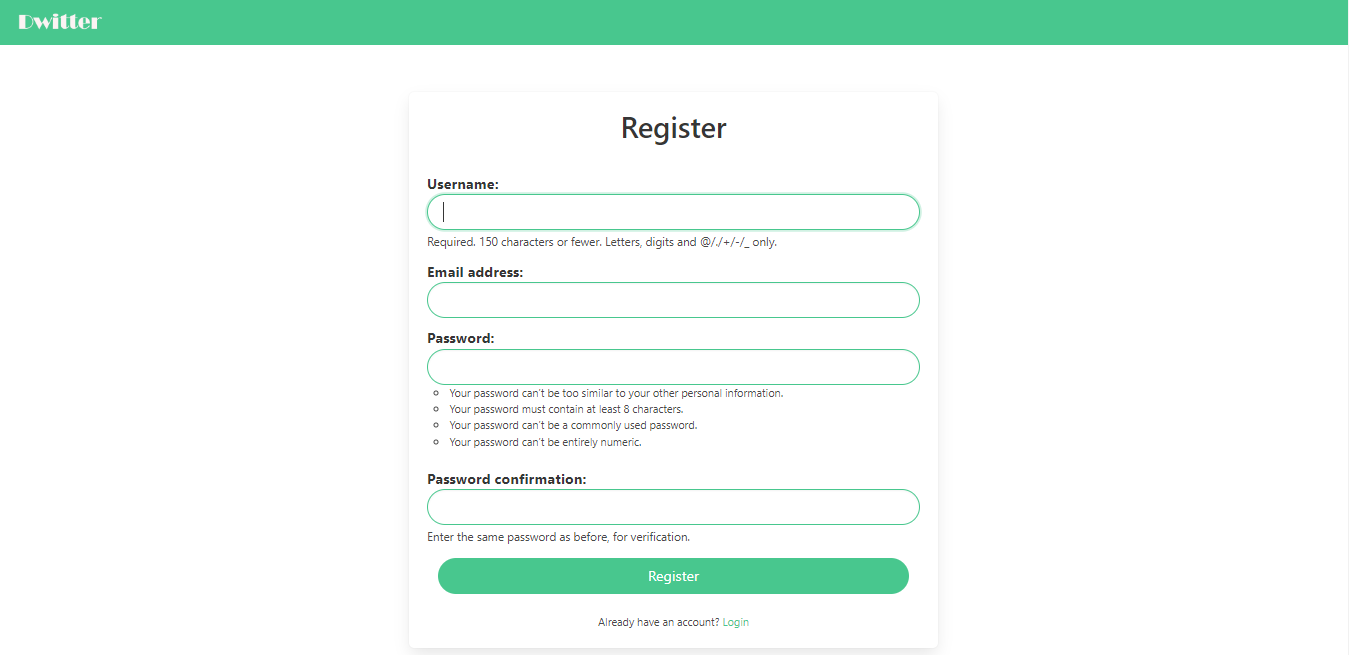 Dwitter
Register
Username:
Required. 150 characters or fewer. Letters, digits and @/./+/-/_ only.
Email address:
Password:
Your password can't be too similar to your other personal information.
Your password must contain at least 8 characters.
Your password can't be a commonly used password.
Your password can't be entirely numeric.
Password confirmation:
Enter the same password as before, for verification.
Register
Already have an account? Login